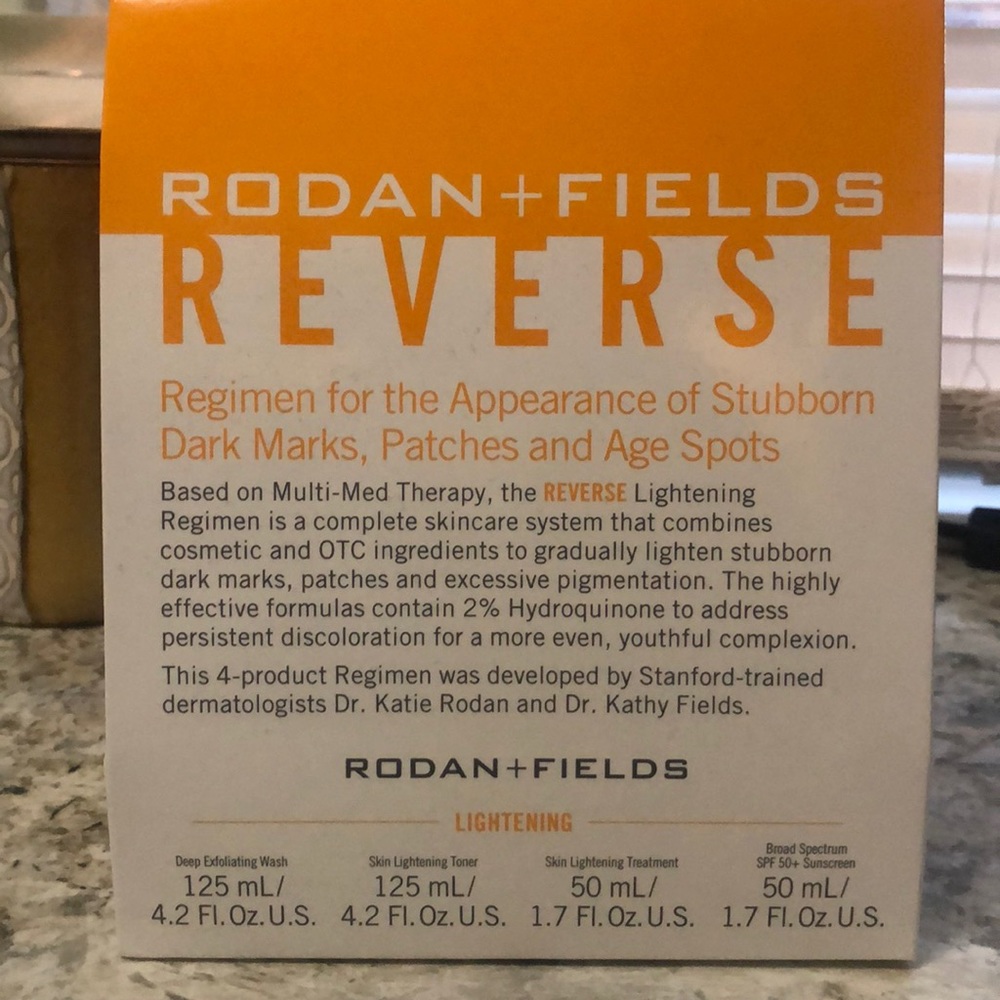 RODAN+FIELDS
REVERSE
Regimen for the Appearance of Stubborn
Dark Marks, Patches and Age Spots
Based on Multi-Med Therapy, the REVERSE Lightening
Regimen is a complete skincare system that combines
cosmetic and OTC ingredients to gradually lighten stubborn
dark marks, patches and excessive pigmentation. The highly
effective formulas contain 2% Hydroquinone to address
persistent discoloration for a more even, youthful complexion.
This 4-product Regimen was developed by Stanford-trained
dermatologists Dr. Katie Rodan and Dr. Kathy Fields.
RODAN+FIELDS
LIGHTENING
Deep Exfoliating Wash
125 mL/
4.2 Fl.Oz.U.S.
Skin Lightening Toner
125 mL/
4.2 Fl.Oz.U.S.
Skin Lightening Treatment
50 mL/
1.7 Fl.Oz.U.S.
Broad Spectrum
SPF 50+ Sunscreen
50 mL/
1.7 Fl.Oz.U.S.